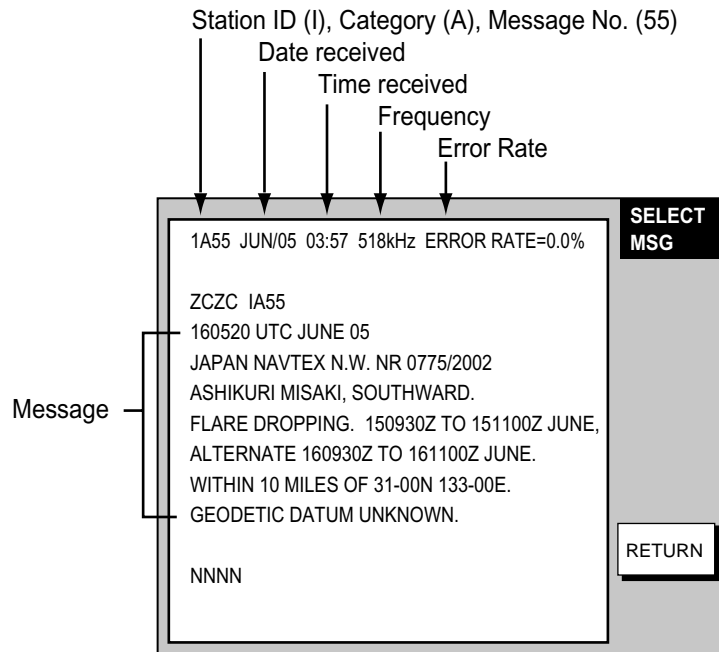 Station ID (I), Category (A), Message No. (55)
Date received
Time received
Frequency
Error Rate
SELECT
MSG
1A55 JUN/05 03:57 518kHz ERROR RATE=0.0%
ZCZC IA55
160520 UTC JUNE 05
JAPAN NAVTEX N.W. NR 0775/2002
ASHIKURI MISAKI, SOUTHWARD.
FLARE DROPPING. 150930Z TO 151100Z JUNE,
ALTERNATE 160930Z TO 161100Z JUNE.
WITHIN 10 MILES OF 31-00N 133-00E.
GEODETIC DATUM UNKNOWN.
NNNN
Message
RETURN